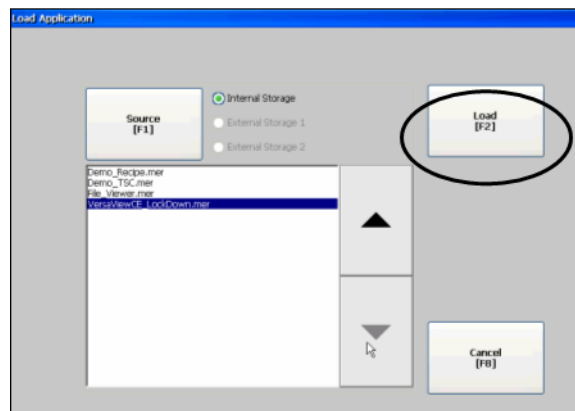 Load Application
Internal Storage
Source
[F1]
External Storage 1
External Storage 2
Load
[F2]
Demo_Recipe.mer
Demo_TSC.mer
File_Viewer.mer
VersaViewCE_LockDown.mer
Cancel
[F8]